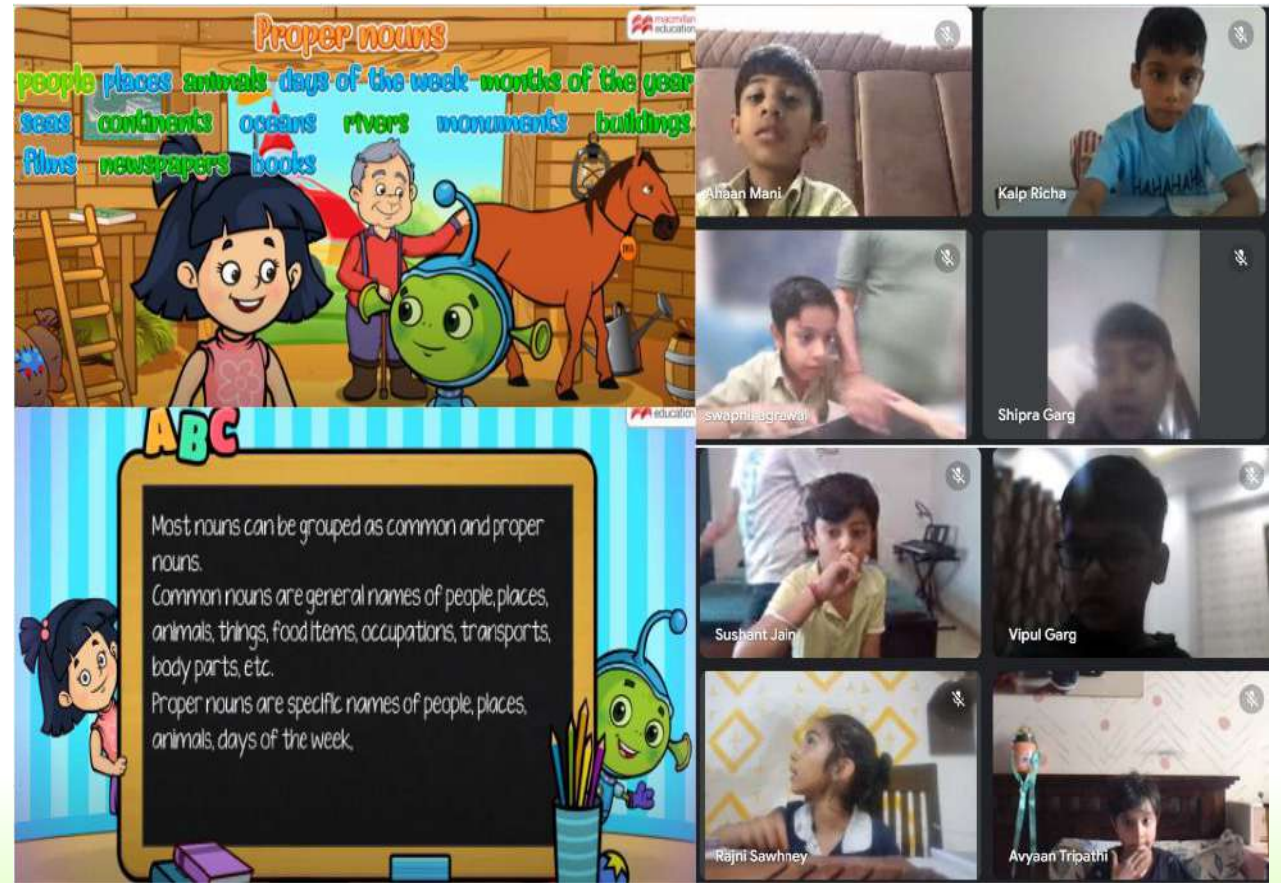 Proper nouns
macmillan
education
people places animals days of the week months of the year
seas continents oceans rivers monuments buildings
films newspapers books
education
ABC
Most nouns can be grouped as common and proper
nouns.
Common nouns are general names of people, places,
animals, things, food items, occupations, transports,
body parts, etc.
Proper nouns are specific names of people, places,
animals, days of the week,
Ahaan Mani
Kalp Richa
HAHAHAH
swapna agrawal
Shipra Garg
Sushant Jain
Vipul Garg
Rajni Sawhney
Avyaan Tripathi